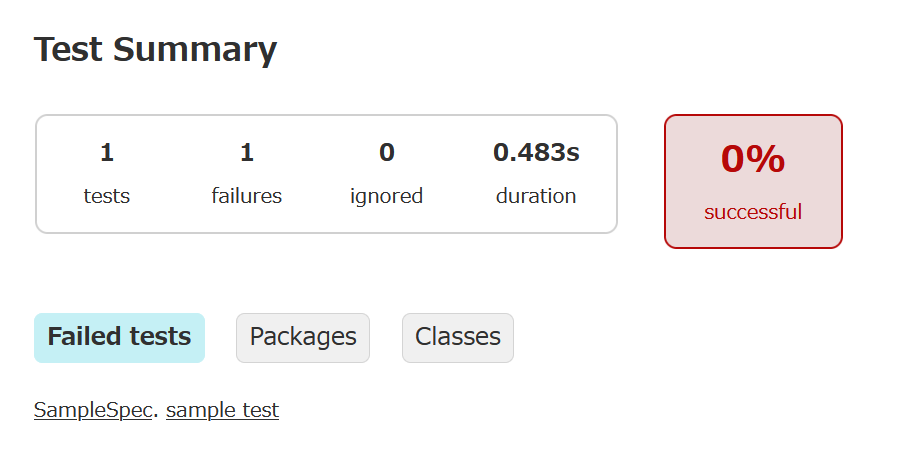 Test Summary
1 1 0 0.483s
tests failures ignored duration
0%
successful
Failed tests Packages Classes
SampleSpec. sample test